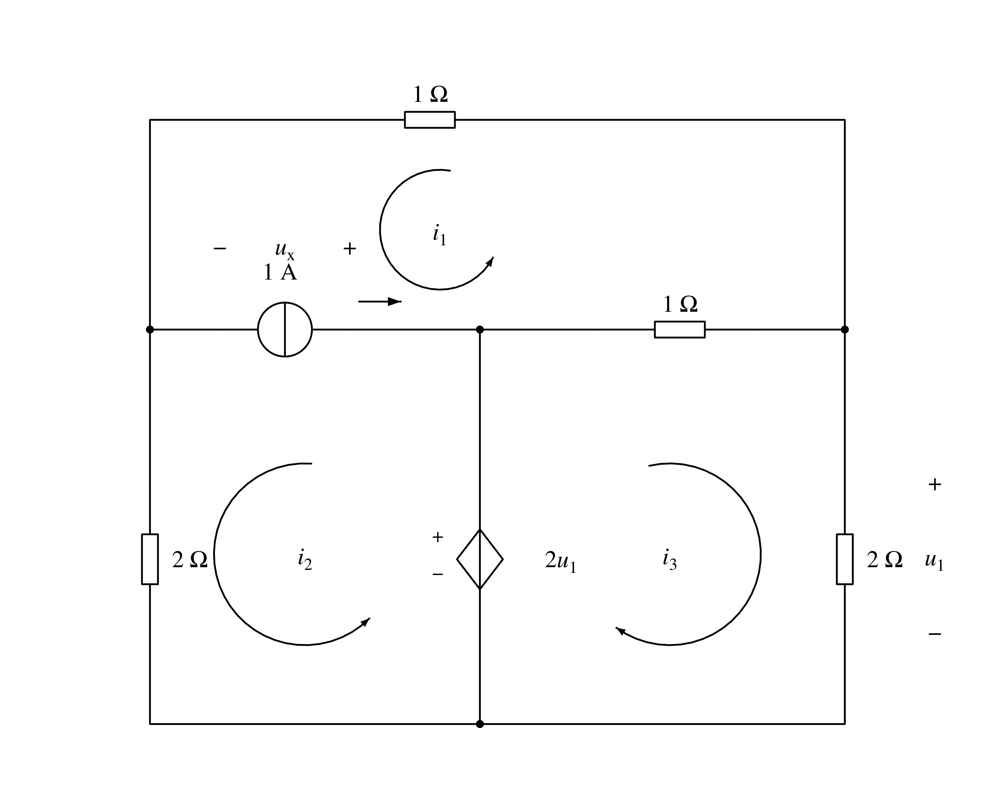 1 Ω
i₁
− uₓ +
1 A
1 Ω
+
+
2 Ω i₂ 2u₁ i₃ 2 Ω u₁
−
−